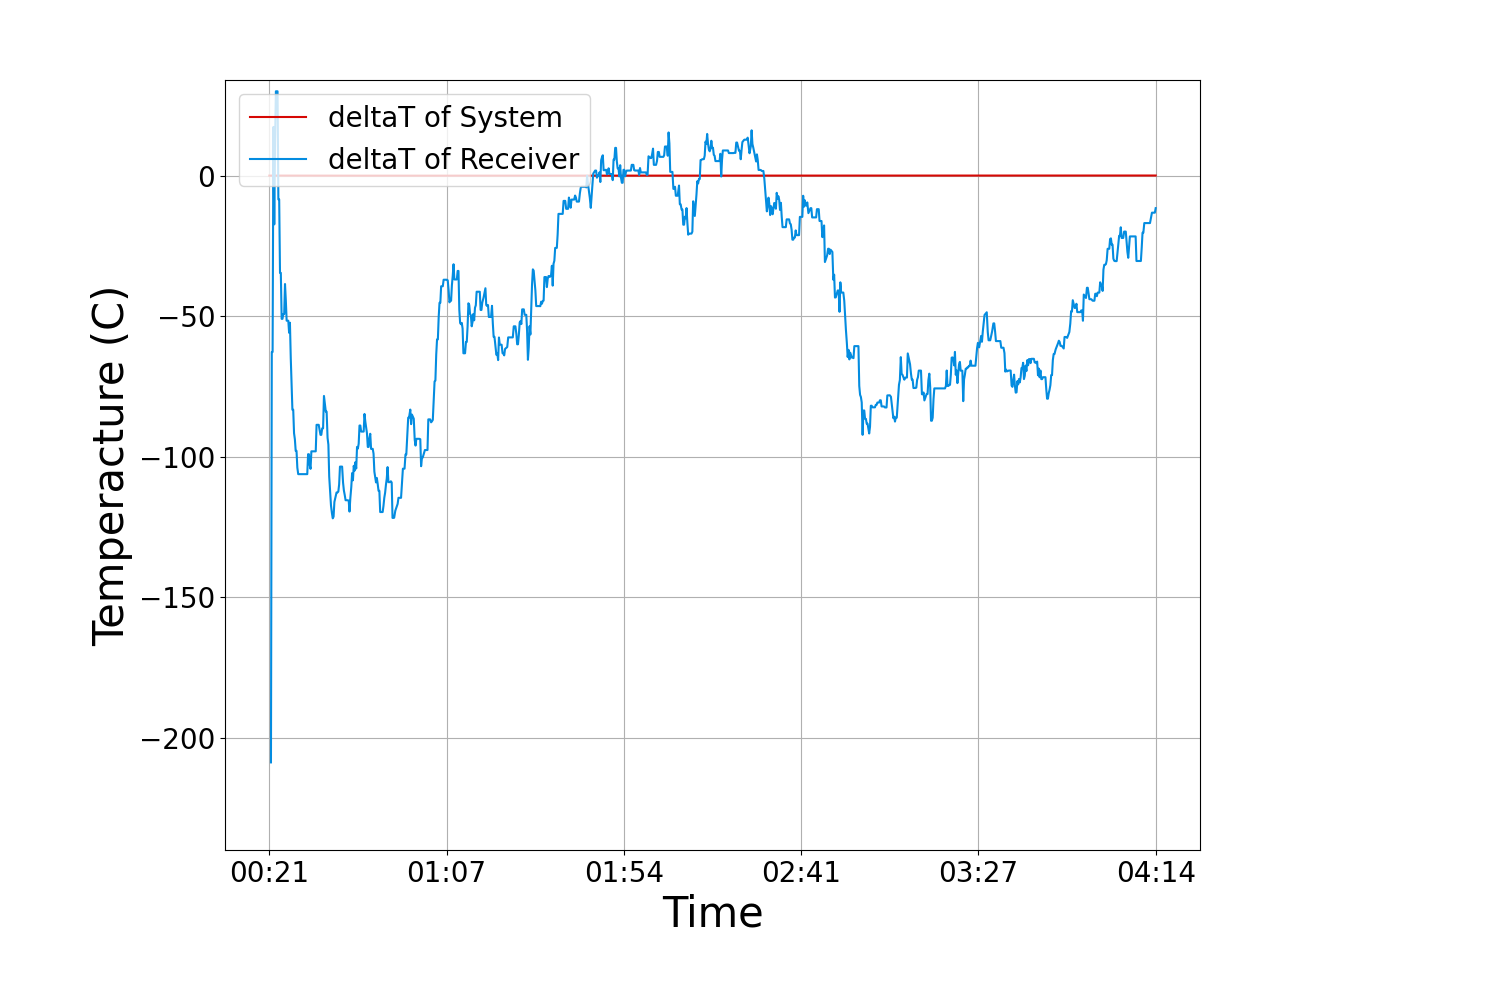 deltaT of System
deltaT of Receiver
0
−50
−100
−150
−200
Temperacture (C)
00:21 01:07 01:54 02:41 03:27 04:14
Time